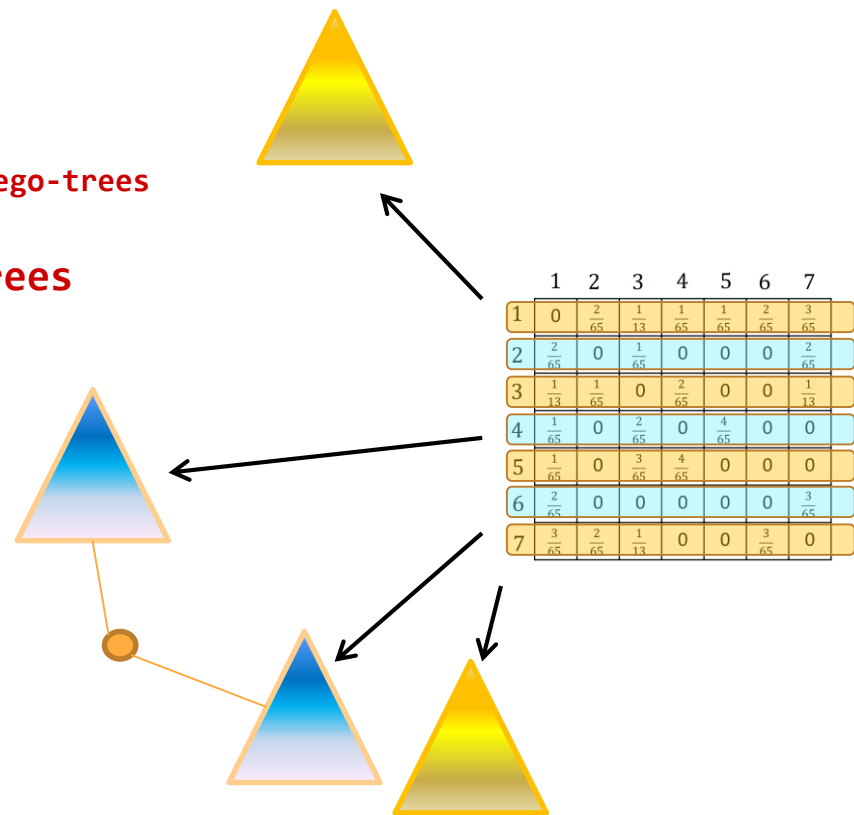 ego-trees
rees
1 2 3 4 5 6 7
1 0 2/65 1/13 1/65 1/65 2/65 3/65
2 2/65 0 1/65 0 0 0 2/65
3 1/13 1/65 0 2/65 0 0 1/13
4 1/65 0 2/65 0 4/65 0 0
5 1/65 0 3/65 4/65 0 0 0
6 2/65 0 0 0 0 0 3/65
7 3/65 2/65 1/13 0 0 3/65 0